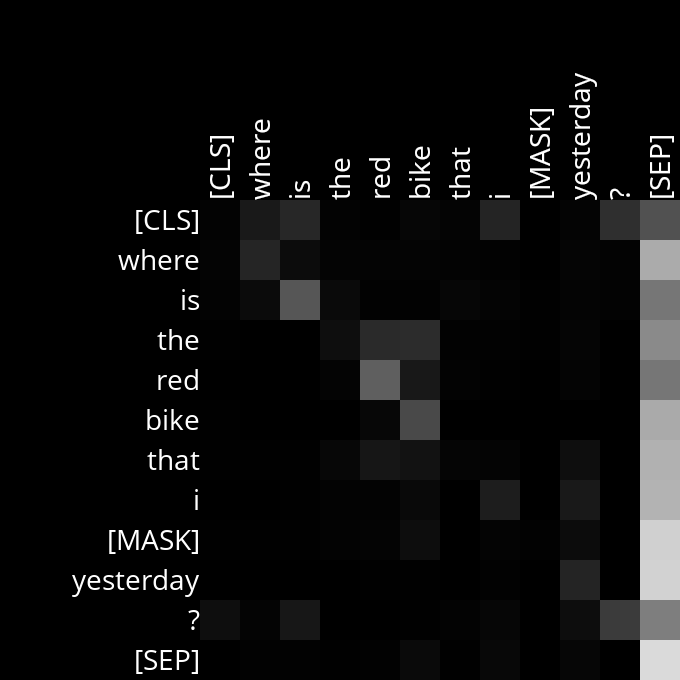 [CLS] where is the red bike that i [MASK] yesterday ? [SEP]
[CLS]
where
is
the
red
bike
that
i
[MASK]
yesterday
?
[SEP]